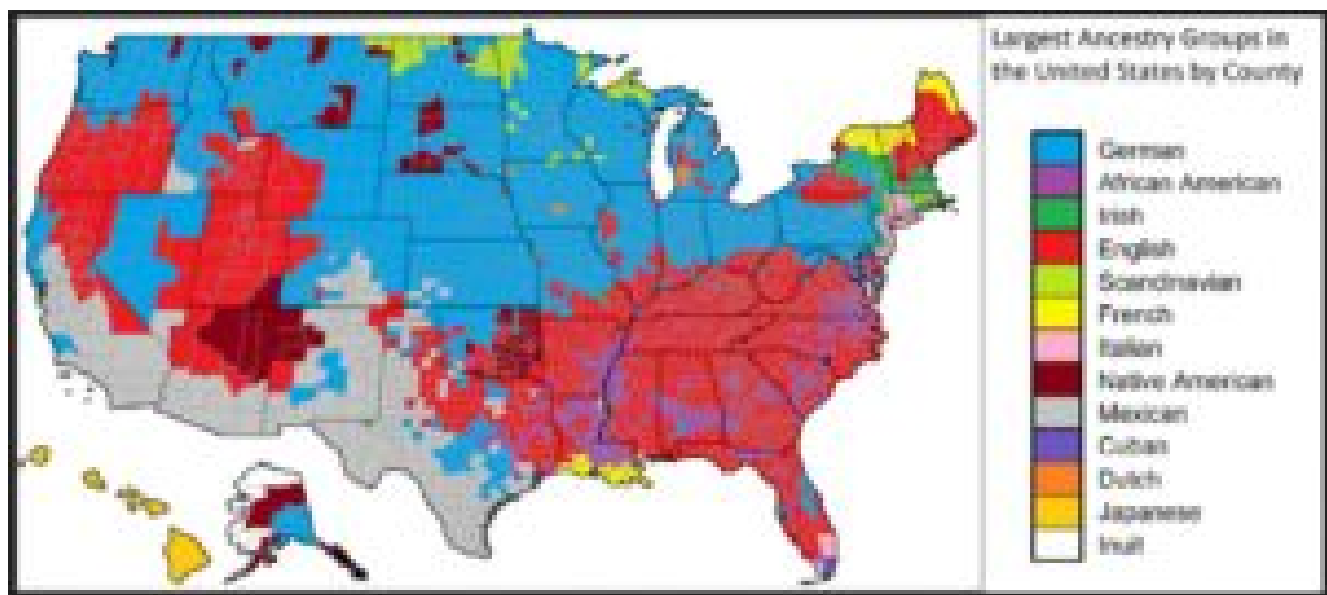 Largest Ancestry Groups in
the United States by County
German
African American
Irish
English
Scandinavian
French
Italian
Native American
Mexican
Cuban
Dutch
Japanese
Inuit